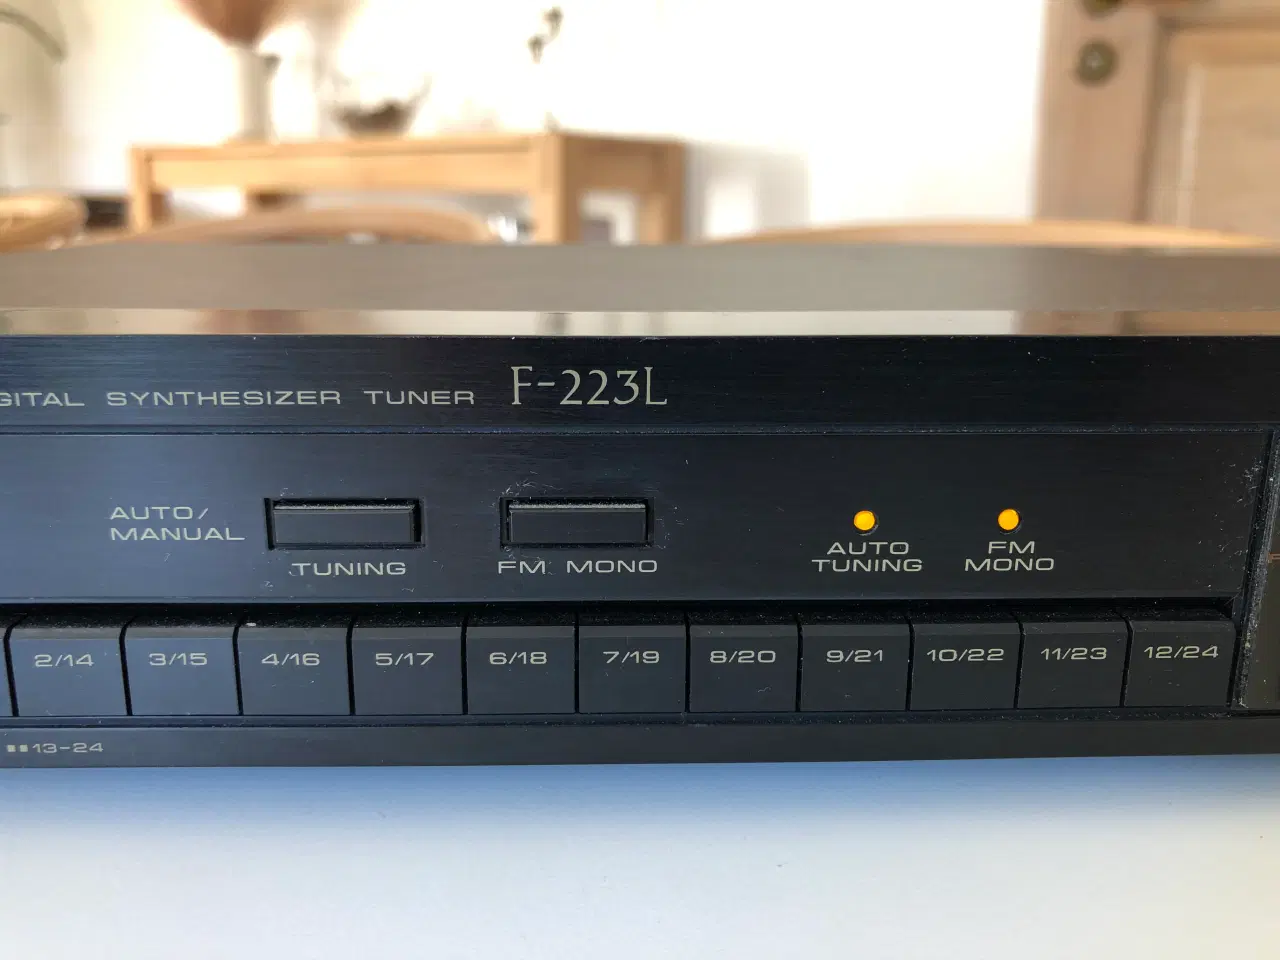 GITAL SYNTHESIZER TUNER F-223L
AUTO/
MANUAL
TUNING
FM MONO
AUTO
TUNING
FM
MONO
2/14 3/15 4/16 5/17 6/18 7/19 8/20 9/21 10/22 11/23 12/24
13-24